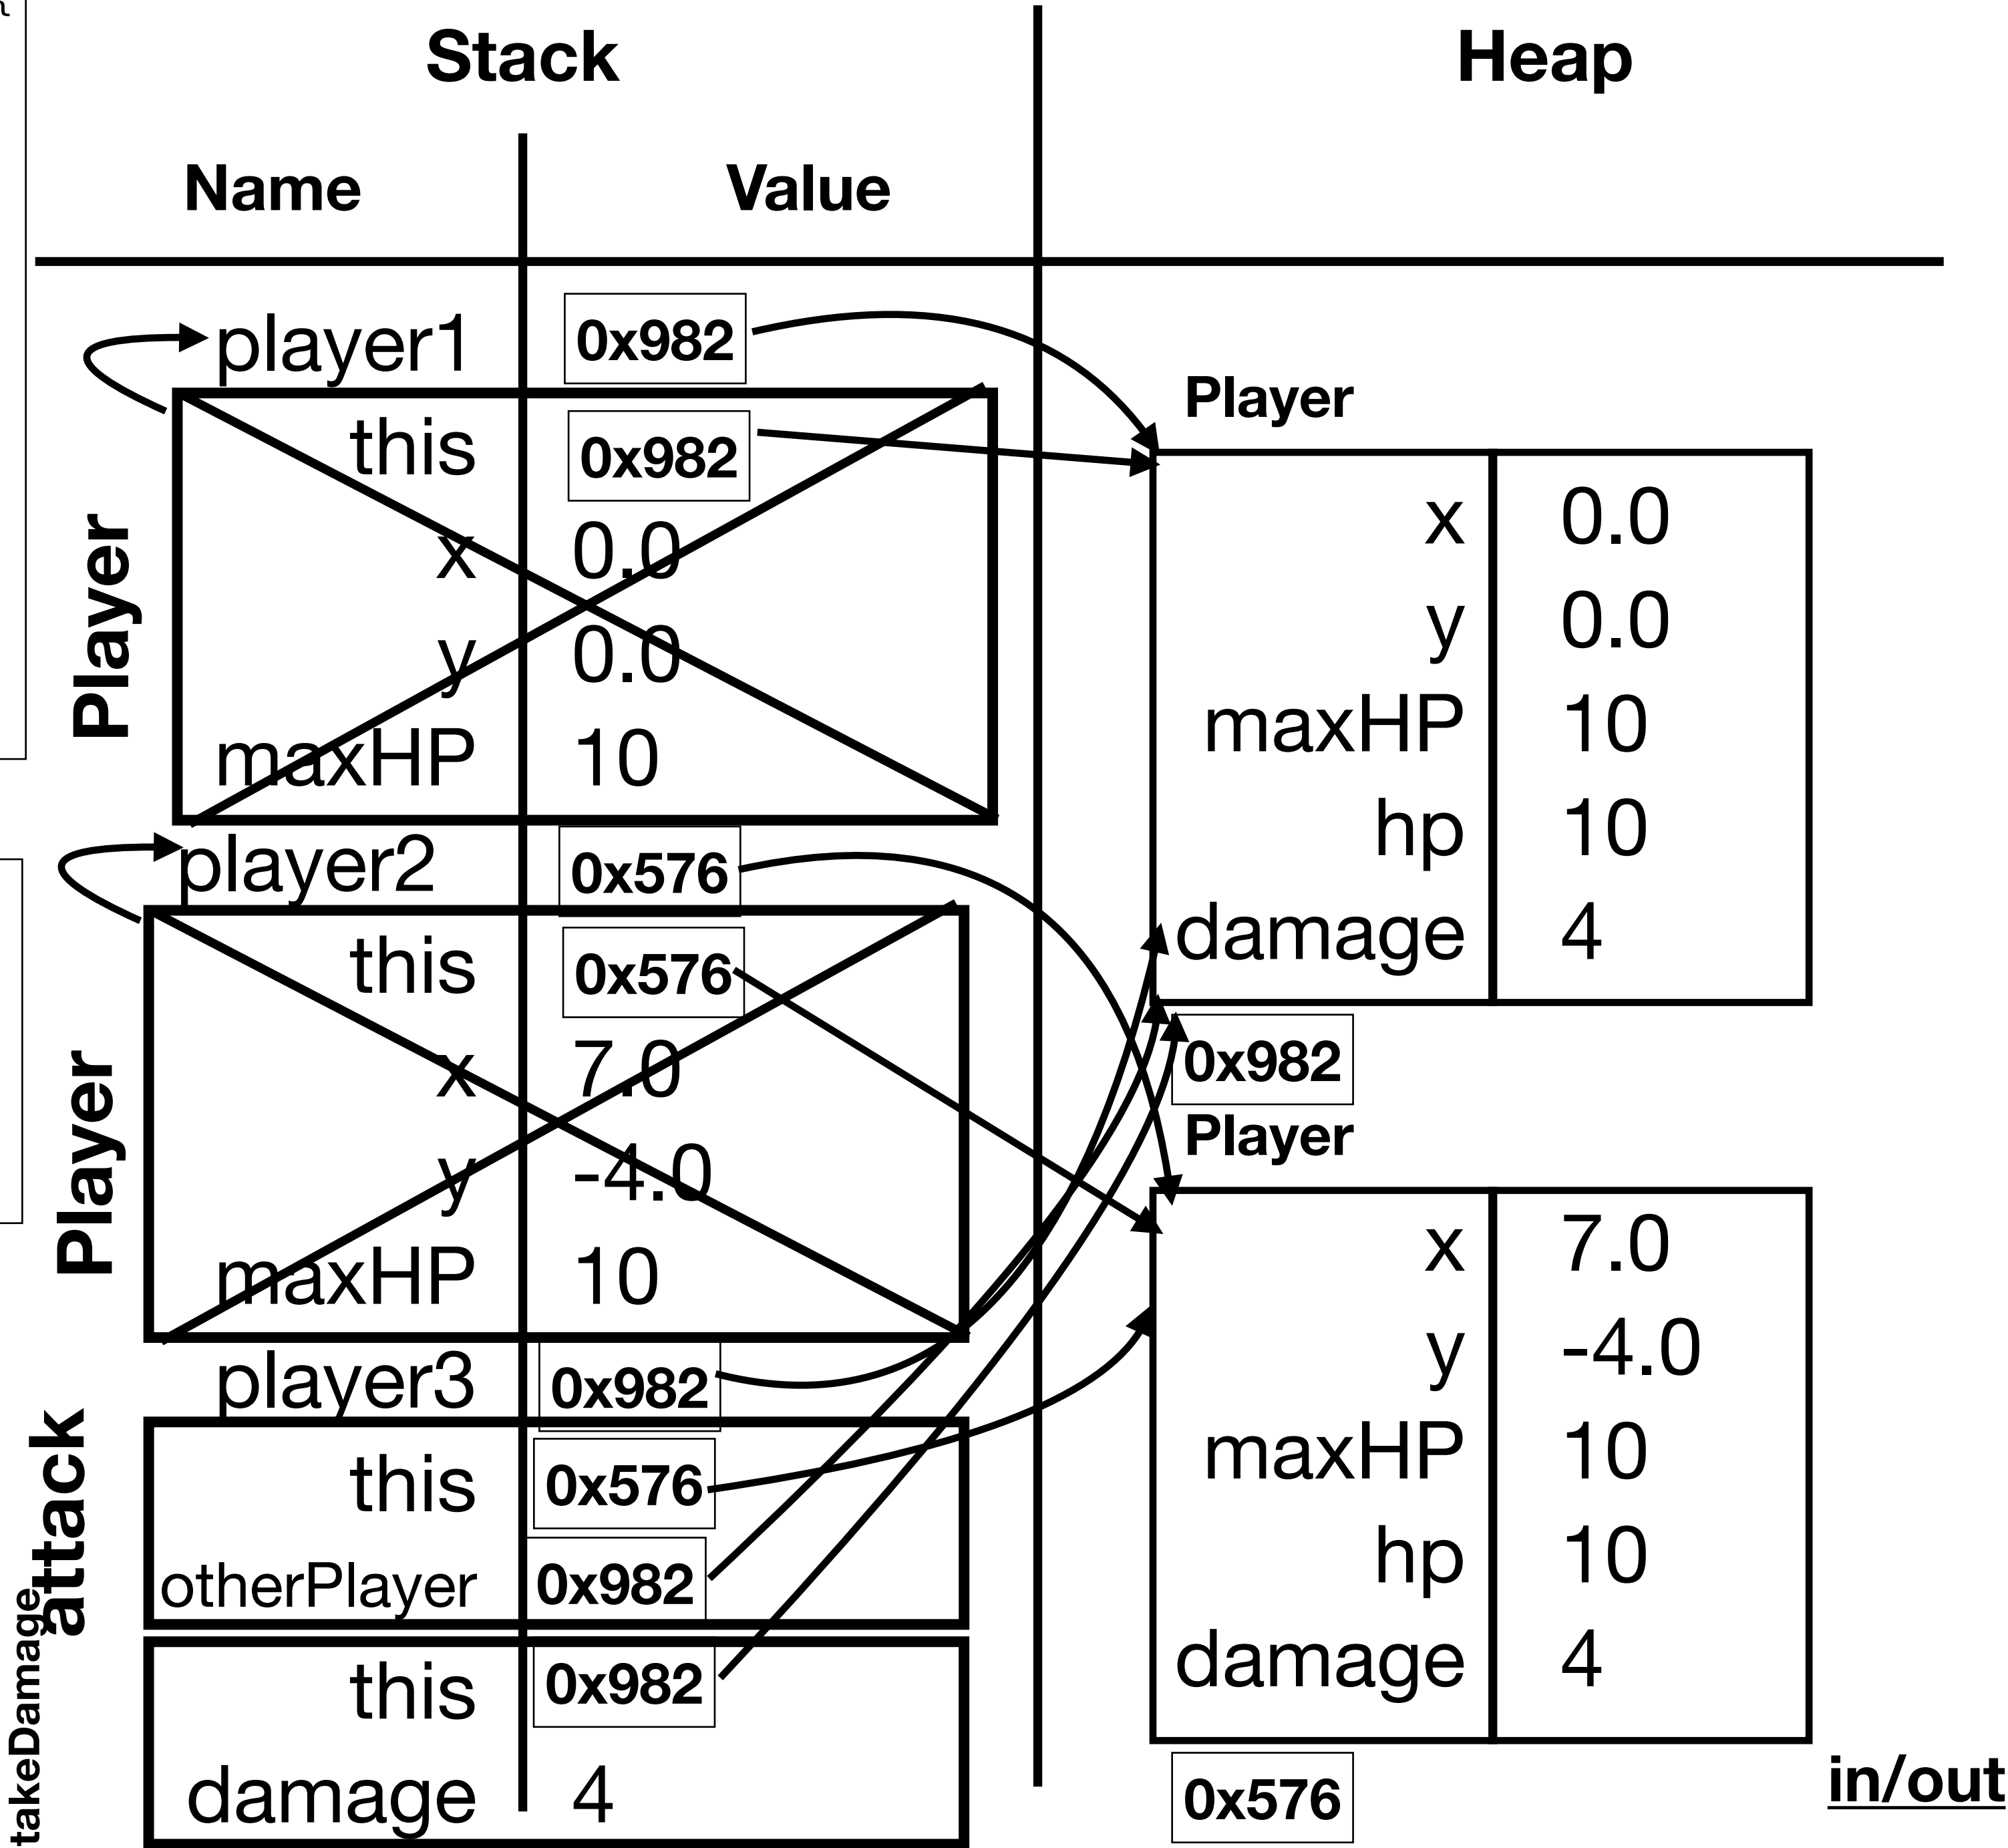 Stack
Heap
Name
Value
player1
0x982
Player
this
0x982
x
0.0
y
0.0
maxHP
10
player2
0x576
Player
this
0x576
x
7.0
y
-4.0
maxHP
10
player3
0x982
attack
this
0x576
otherPlayer
0x982
takeDamage
this
0x982
damage
4
Player
x
0.0
y
0.0
maxHP
10
hp
10
damage
4
0x982
Player
x
7.0
y
-4.0
maxHP
10
hp
10
damage
4
0x576
in/out